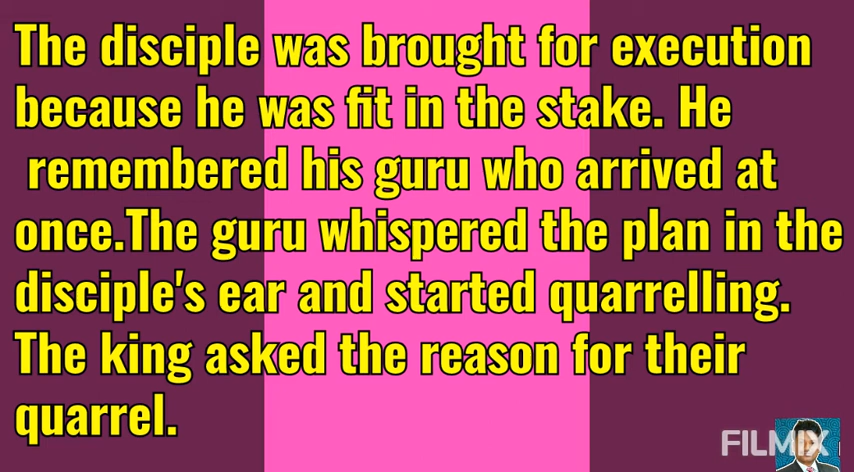 The disciple was brought for execution
because he was fit in the stake. He
remembered his guru who arrived at
once.The guru whispered the plan in the
disciple's ear and started quarrelling.
The king asked the reason for their
quarrel.
FILMIX